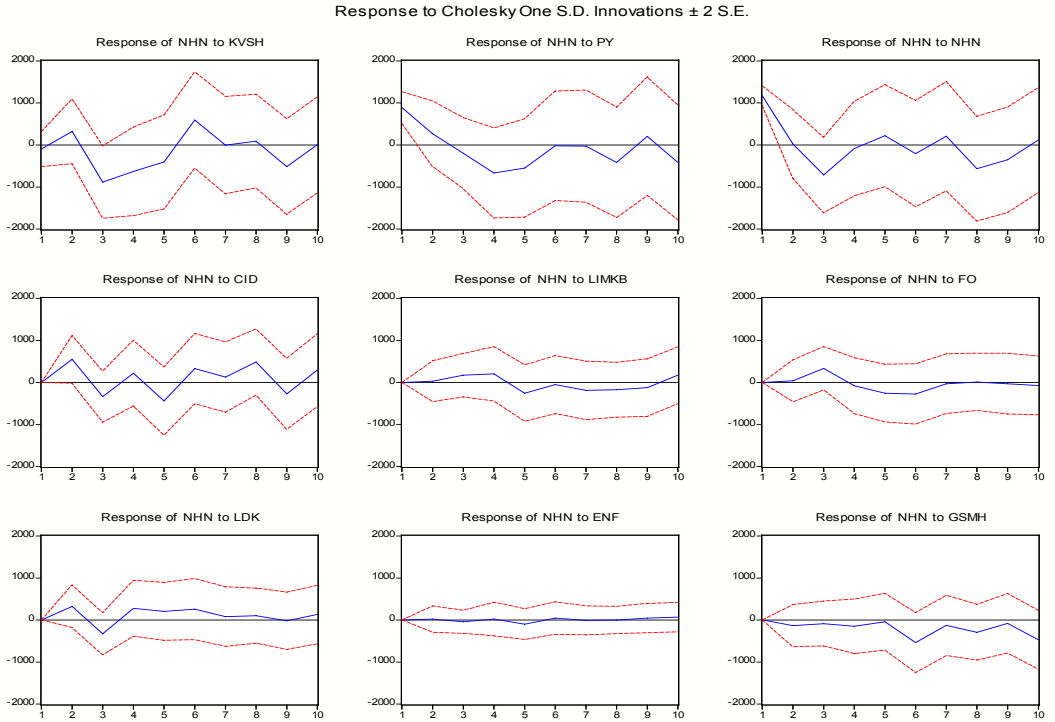 Response to Cholesky One S.D. Innovations ± 2 S.E.
Response of NHN to KVSH
2000
1000
0
-1000
-2000
1 2 3 4 5 6 7 8 9 10
Response of NHN to PY
2000
1000
0
-1000
-2000
1 2 3 4 5 6 7 8 9 10
Response of NHN to NHN
2000
1000
0
-1000
-2000
1 2 3 4 5 6 7 8 9 10
Response of NHN to CID
2000
1000
0
-1000
-2000
1 2 3 4 5 6 7 8 9 10
Response of NHN to LIMKB
2000
1000
0
-1000
-2000
1 2 3 4 5 6 7 8 9 10
Response of NHN to FO
2000
1000
0
-1000
-2000
1 2 3 4 5 6 7 8 9 10
Response of NHN to LDK
2000
1000
0
-1000
-2000
1 2 3 4 5 6 7 8 9 10
Response of NHN to ENF
2000
1000
0
-1000
-2000
1 2 3 4 5 6 7 8 9 10
Response of NHN to GSMH
2000
1000
0
-1000
-2000
1 2 3 4 5 6 7 8 9 10